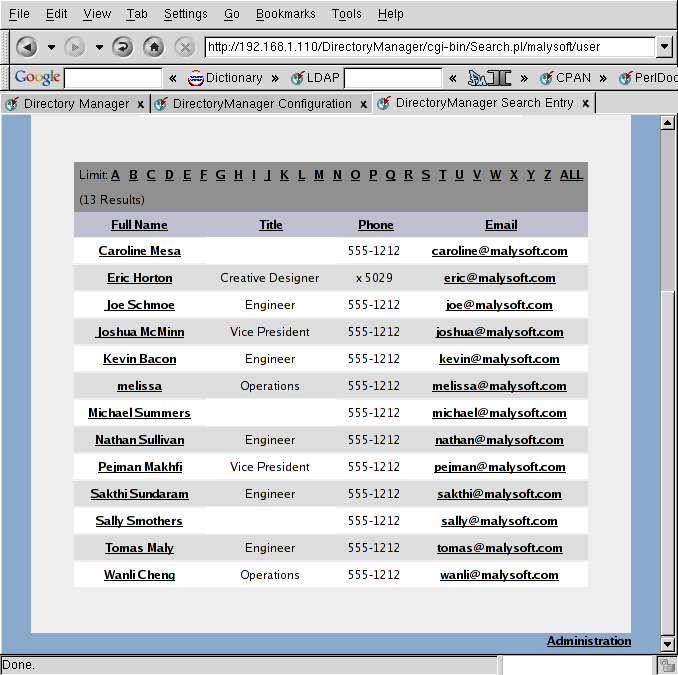 File Edit View Tab Settings Go Bookmarks Tools Help
http://192.168.1.110/DirectoryManager/cgi-bin/Search.pl/malysoft/user
Google « Dictionary » LDAP « » CPAN » PerlDoc
Directory Manager x DirectoryManager Configuration x DirectoryManager Search Entry x
Limit: A B C D E F G H I J K L M N O P Q R S T U V W X Y Z ALL
(13 Results)
Full Name Title Phone Email
Caroline Mesa 555-1212 caroline@malysoft.com
Eric Horton Creative Designer x 5029 eric@malysoft.com
Joe Schmoe Engineer 555-1212 joe@malysoft.com
Joshua McMinn Vice President 555-1212 joshua@malysoft.com
Kevin Bacon Engineer 555-1212 kevin@malysoft.com
melissa Operations 555-1212 melissa@malysoft.com
Michael Summers 555-1212 michael@malysoft.com
Nathan Sullivan Engineer 555-1212 nathan@malysoft.com
Pejman Makhfi Vice President 555-1212 pejman@malysoft.com
Sakthi Sundaram Engineer 555-1212 sakthi@malysoft.com
Sally Smothers 555-1212 sally@malysoft.com
Tomas Maly Engineer 555-1212 tomas@malysoft.com
Wanli Cheng Operations 555-1212 wanli@malysoft.com
Administration
Done.